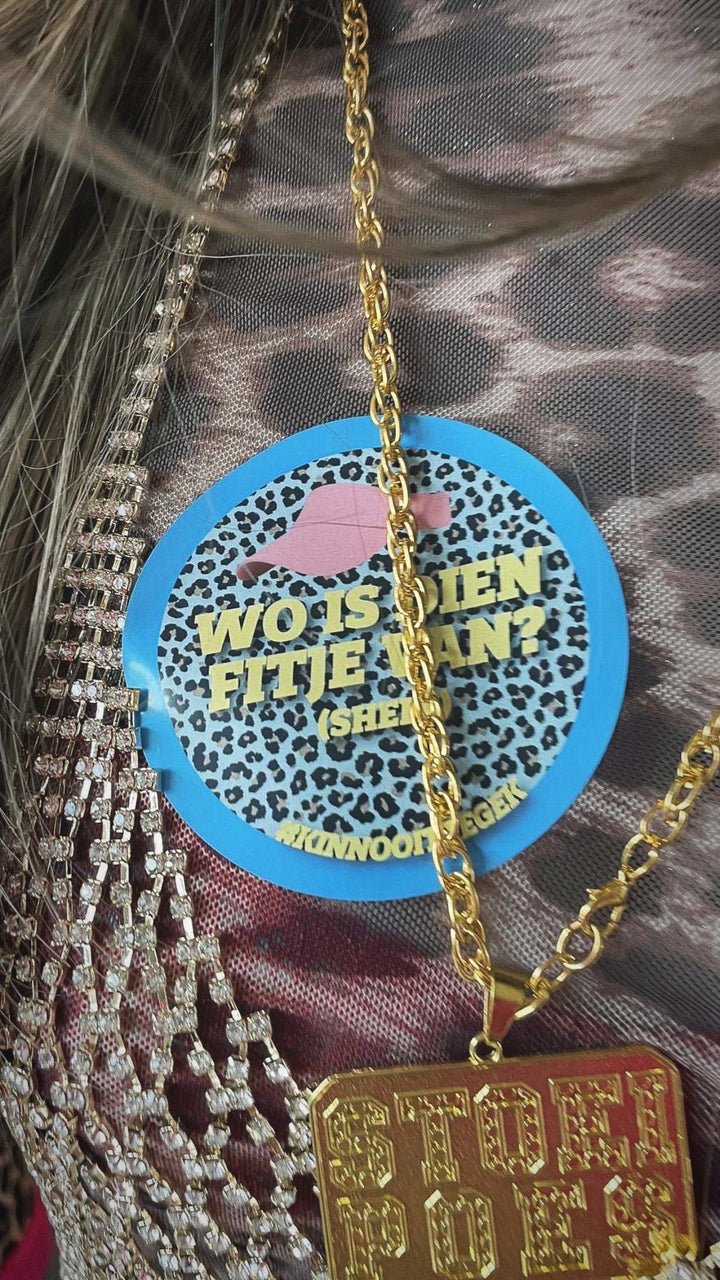 WO IS DIEN
FITJE VAN?
STOEI
POES